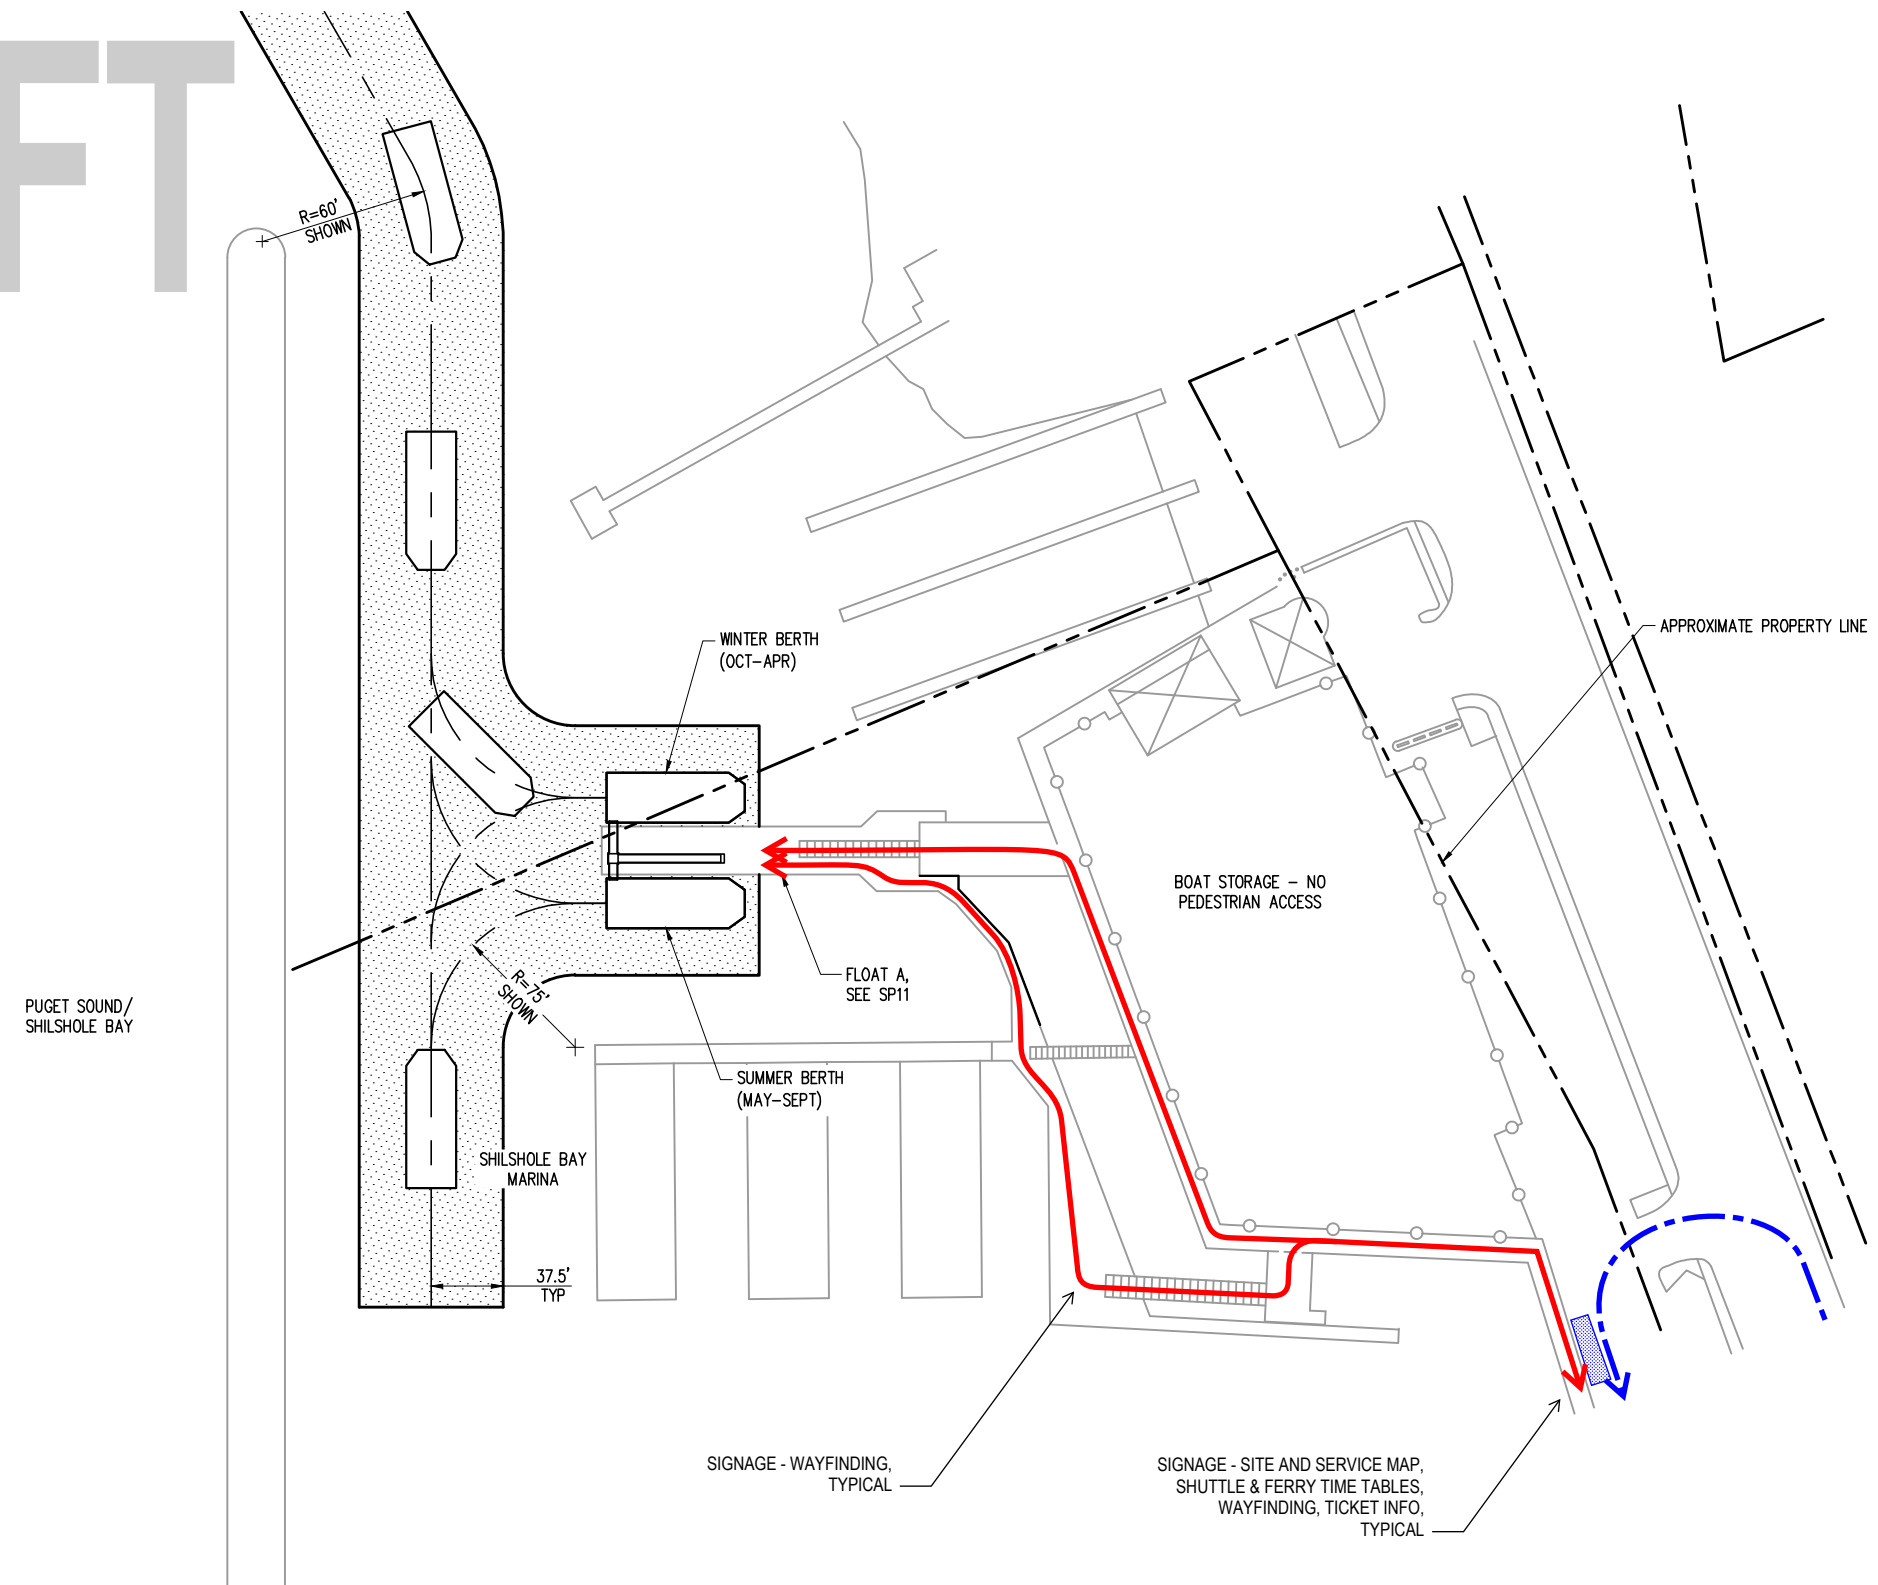 FT
R=60'
SHOWN
WINTER BERTH
(OCT-APR)
APPROXIMATE PROPERTY LINE
BOAT STORAGE - NO
PEDESTRIAN ACCESS
FLOAT A,
SEE SP11
R=75'
SHOWN
PUGET SOUND/
SHILSHOLE BAY
SUMMER BERTH
(MAY-SEPT)
SHILSHOLE BAY
MARINA
37.5'
TYP
SIGNAGE - WAYFINDING,
TYPICAL
SIGNAGE - SITE AND SERVICE MAP,
SHUTTLE & FERRY TIME TABLES,
WAYFINDING, TICKET INFO,
TYPICAL